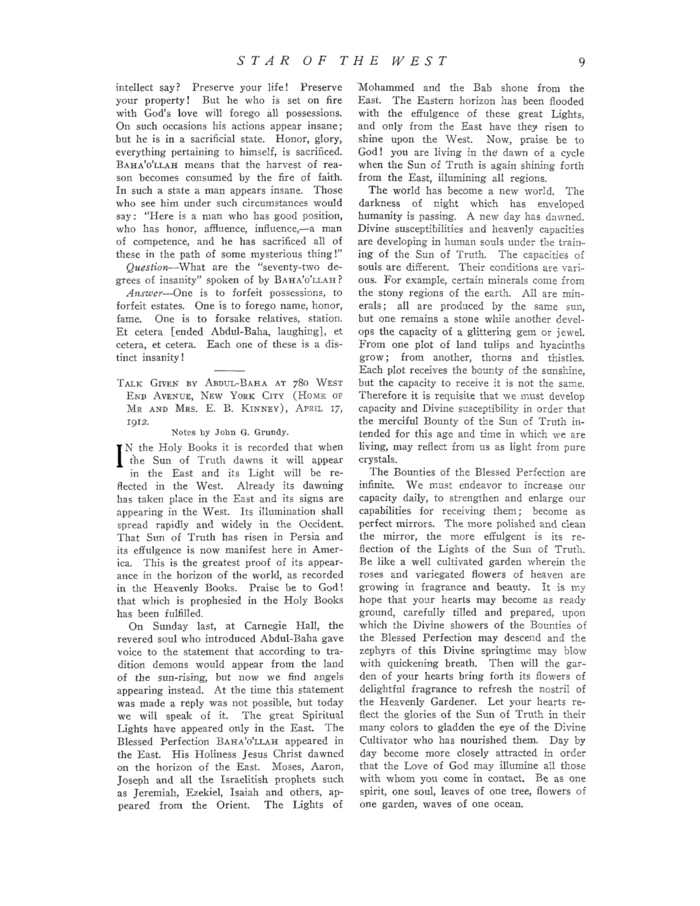 STAR OF THE WEST 9
intellect say? Preserve your life! Preserve
your property! But he who is set on fire
with God's love will forego all possessions.
On such occasions his actions appear insane;
but he is in a sacrificial state. Honor, glory,
everything pertaining to himself, is sacrificed.
BAHA'O'LLAH means that the harvest of rea-
son becomes consumed by the fire of faith.
In such a state a man appears insane. Those
who see him under such circumstances would
say: "Here is a man who has good position,
who has honor, affluence, influence,—a man
of competence, and he has sacrificed all of
these in the path of some mysterious thing!"
Question—What are the "seventy-two de-
grees of insanity" spoken of by BAHA'O'LLAH?
Answer—One is to forfeit possessions, to
forfeit estates. One is to forego name, honor,
fame. One is to forsake relatives, station.
Et cetera [ended Abdul-Baha, laughing], et
cetera, et cetera. Each one of these is a dis-
tinct insanity!
TALK GIVEN BY ABDUL-BAHA AT 780 WEST
END AVENUE, NEW YORK CITY (HOME OF
MR AND MRS. E. B. KINNEY), APRIL 17,
1912.
Notes by John G. Grundy.
IN the Holy Books it is recorded that when
the Sun of Truth dawns it will appear
in the East and its Light will be re-
flected in the West. Already its dawning
has taken place in the East and its signs are
appearing in the West. Its illumination shall
spread rapidly and widely in the Occident.
That Sun of Truth has risen in Persia and
its effulgence is now manifest here in Amer-
ica. This is the greatest proof of its appear-
ance in the horizon of the world, as recorded
in the Heavenly Books. Praise be to God!
that which is prophesied in the Holy Books
has been fulfilled.
On Sunday last, at Carnegie Hall, the
revered soul who introduced Abdul-Baha gave
voice to the statement that according to tra-
dition demons would appear from the land
of the sun-rising, but now we find angels
appearing instead. At the time this statement
was made a reply was not possible, but today
we will speak of it. The great Spiritual
Lights have appeared only in the East. The
Blessed Perfection BAHA'O'LLAH appeared in
the East. His Holiness Jesus Christ dawned
on the horizon of the East. Moses, Aaron,
Joseph and all the Israelitish prophets such
as Jeremiah, Ezekiel, Isaiah and others, ap-
peared from the Orient. The Lights of
Mohammed and the Bab shone from the
East. The Eastern horizon has been flooded
with the effulgence of these great Lights,
and only from the East have they risen to
shine upon the West. Now, praise be to
God! you are living in the dawn of a cycle
when the Sun of Truth is again shining forth
from the East, illumining all regions.
The world has become a new world. The
darkness of night which has enveloped
humanity is passing. A new day has dawned.
Divine susceptibilities and heavenly capacities
are developing in human souls under the train-
ing of the Sun of Truth. The capacities of
souls are different. Their conditions are vari-
ous. For example, certain minerals come from
the stony regions of the earth. All are min-
erals; all are produced by the same sun,
but one remains a stone while another devel-
ops the capacity of a glittering gem or jewel.
From one plot of land tulips and hyacinths
grow; from another, thorns and thistles.
Each plot receives the bounty of the sunshine,
but the capacity to receive it is not the same.
Therefore it is requisite that we must develop
capacity and Divine susceptibility in order that
the merciful Bounty of the Sun of Truth in-
tended for this age and time in which we are
living, may reflect from us as light from pure
crystals.
The Bounties of the Blessed Perfection are
infinite. We must endeavor to increase our
capacity daily, to strengthen and enlarge our
capabilities for receiving them; become as
perfect mirrors. The more polished and clean
the mirror, the more effulgent is its re-
flection of the Lights of the Sun of Truth.
Be like a well cultivated garden wherein the
roses and variegated flowers of heaven are
growing in fragrance and beauty. It is my
hope that your hearts may become as ready
ground, carefully tilled and prepared, upon
which the Divine showers of the Bounties of
the Blessed Perfection may descend and the
zephyrs of this Divine springtime may blow
with quickening breath. Then will the gar-
den of your hearts bring forth its flowers of
delightful fragrance to refresh the nostril of
the Heavenly Gardener. Let your hearts re-
flect the glories of the Sun of Truth in their
many colors to gladden the eye of the Divine
Cultivator who has nourished them. Day by
day become more closely attracted in order
that the Love of God may illumine all those
with whom you come in contact. Be as one
spirit, one soul, leaves of one tree, flowers of
one garden, waves of one ocean.